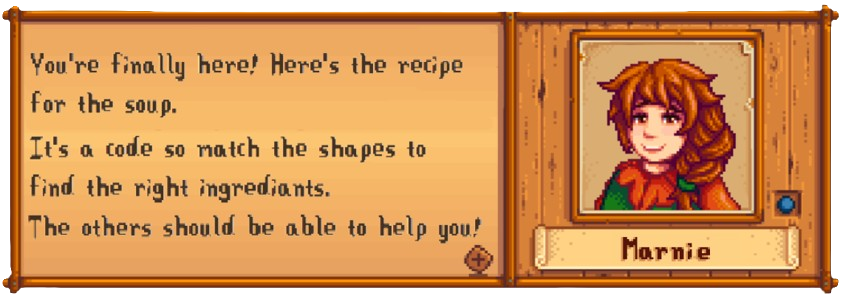 You're finally here! Here's the recipe
for the soup.
It's a code so match the shapes to
find the right ingrediants.
The others should be able to help you!
Marnie